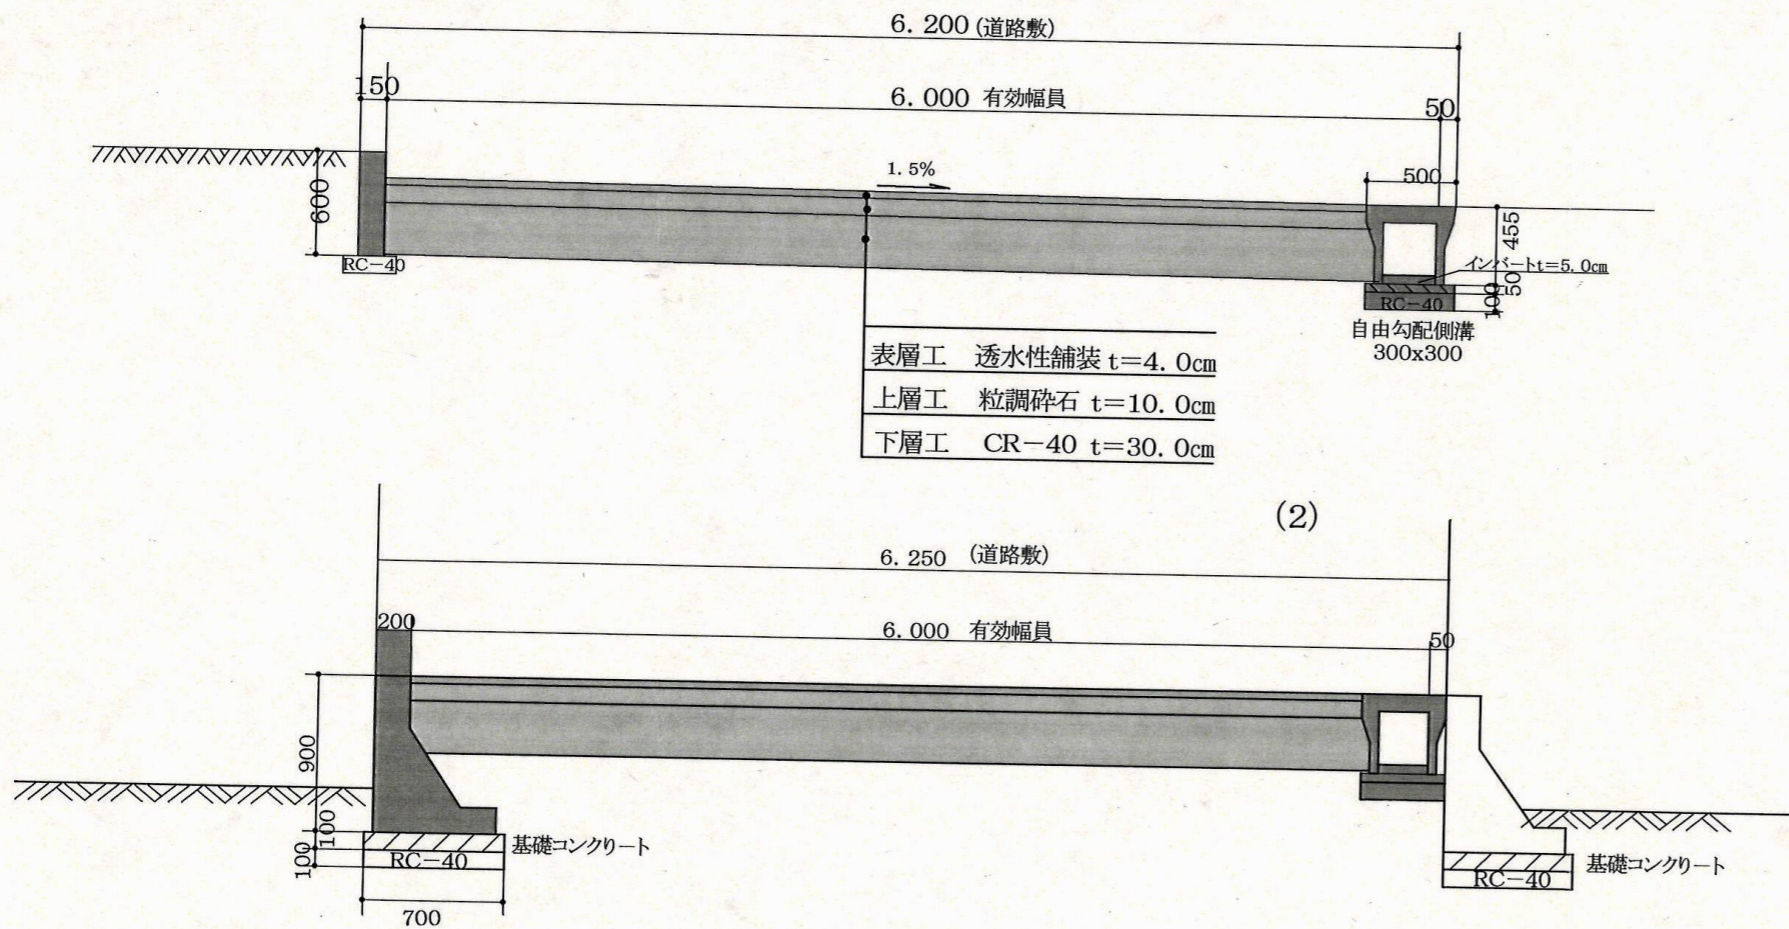 6. 200 (道路敷)
150
6. 000 有効幅員
50
1. 5%
500
600
455
RC-40
インバートt=5. 0cm
50
100
RC-40
自由勾配側溝
300x300
表層工 透水性舗装 t=4. 0cm
上層工 粒調砕石 t=10. 0cm
下層工 CR-40 t=30. 0cm
(2)
6. 250 (道路敷)
200
6. 000 有効幅員
50
900
100
100
基礎コンクリート
RC-40
700
基礎コンクリート
RC-40